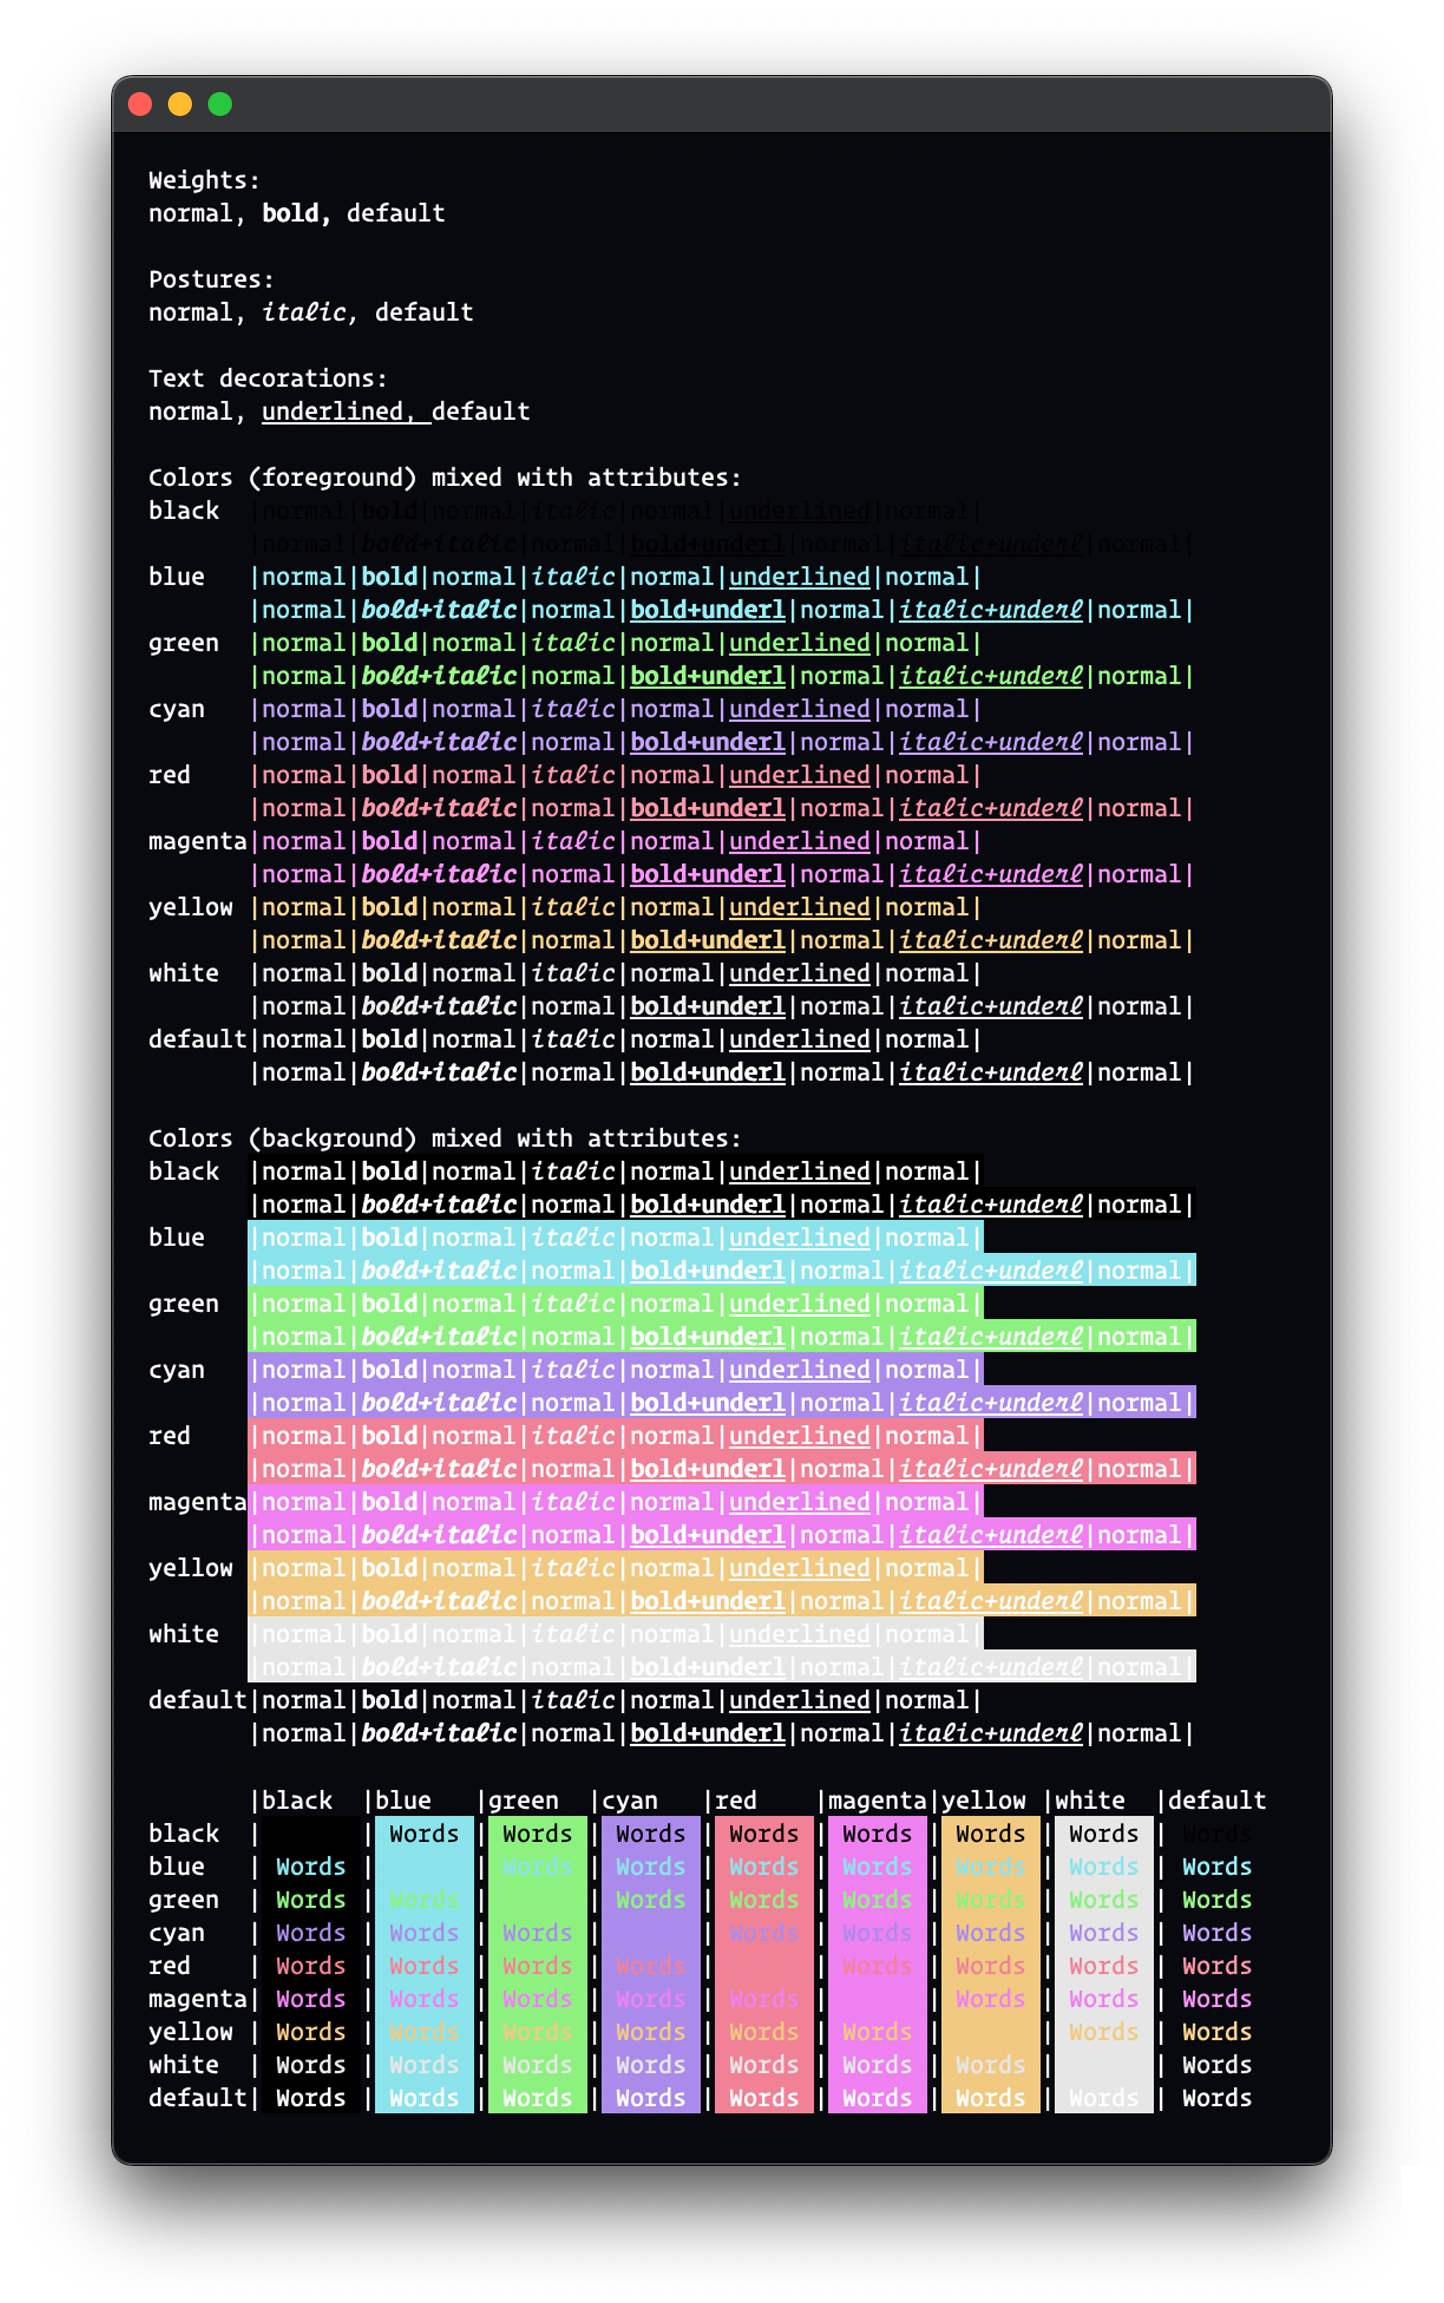 Weights:
normal, bold, default
Postures:
normal, italic, default
Text decorations:
normal, underlined, default
Colors (foreground) mixed with attributes:
black   |normal|bold|normal|italic|normal|underlined|normal|
|normal|bold+italic|normal|bold+underl|normal|italic+underl|normal|
blue    |normal|bold|normal|italic|normal|underlined|normal|
|normal|bold+italic|normal|bold+underl|normal|italic+underl|normal|
green   |normal|bold|normal|italic|normal|underlined|normal|
|normal|bold+italic|normal|bold+underl|normal|italic+underl|normal|
cyan    |normal|bold|normal|italic|normal|underlined|normal|
|normal|bold+italic|normal|bold+underl|normal|italic+underl|normal|
red     |normal|bold|normal|italic|normal|underlined|normal|
|normal|bold+italic|normal|bold+underl|normal|italic+underl|normal|
magenta|normal|bold|normal|italic|normal|underlined|normal|
|normal|bold+italic|normal|bold+underl|normal|italic+underl|normal|
yellow |normal|bold|normal|italic|normal|underlined|normal|
|normal|bold+italic|normal|bold+underl|normal|italic+underl|normal|
white   |normal|bold|normal|italic|normal|underlined|normal|
|normal|bold+italic|normal|bold+underl|normal|italic+underl|normal|
default|normal|bold|normal|italic|normal|underlined|normal|
|normal|bold+italic|normal|bold+underl|normal|italic+underl|normal|
Colors (background) mixed with attributes:
black   |normal|bold|normal|italic|normal|underlined|normal|
|normal|bold+italic|normal|bold+underl|normal|italic+underl|normal|
blue    |normal|bold|normal|italic|normal|underlined|normal|
|normal|bold+italic|normal|bold+underl|normal|italic+underl|normal|
green   |normal|bold|normal|italic|normal|underlined|normal|
|normal|bold+italic|normal|bold+underl|normal|italic+underl|normal|
cyan    |normal|bold|normal|italic|normal|underlined|normal|
|normal|bold+italic|normal|bold+underl|normal|italic+underl|normal|
red     |normal|bold|normal|italic|normal|underlined|normal|
|normal|bold+italic|normal|bold+underl|normal|italic+underl|normal|
magenta|normal|bold|normal|italic|normal|underlined|normal|
|normal|bold+italic|normal|bold+underl|normal|italic+underl|normal|
yellow |normal|bold|normal|italic|normal|underlined|normal|
|normal|bold+italic|normal|bold+underl|normal|italic+underl|normal|
white   |normal|bold|normal|italic|normal|underlined|normal|
|normal|bold+italic|normal|bold+underl|normal|italic+underl|normal|
default|normal|bold|normal|italic|normal|underlined|normal|
|normal|bold+italic|normal|bold+underl|normal|italic+underl|normal|
|black  |blue   |green  |cyan   |red    |magenta|yellow |white  |default
black  |       | Words | Words | Words | Words | Words | Words | Words | Words
blue   | Words |       | Words | Words | Words | Words | Words | Words | Words
green  | Words | Words |       | Words | Words | Words | Words | Words | Words
cyan   | Words | Words | Words |       | Words | Words | Words | Words | Words
red    | Words | Words | Words | Words |       | Words | Words | Words | Words
magenta| Words | Words | Words | Words | Words |       | Words | Words | Words
yellow | Words | Words | Words | Words | Words | Words |       | Words | Words
white  | Words | Words | Words | Words | Words | Words | Words |       | Words
default| Words | Words | Words | Words | Words | Words | Words | Words | Words